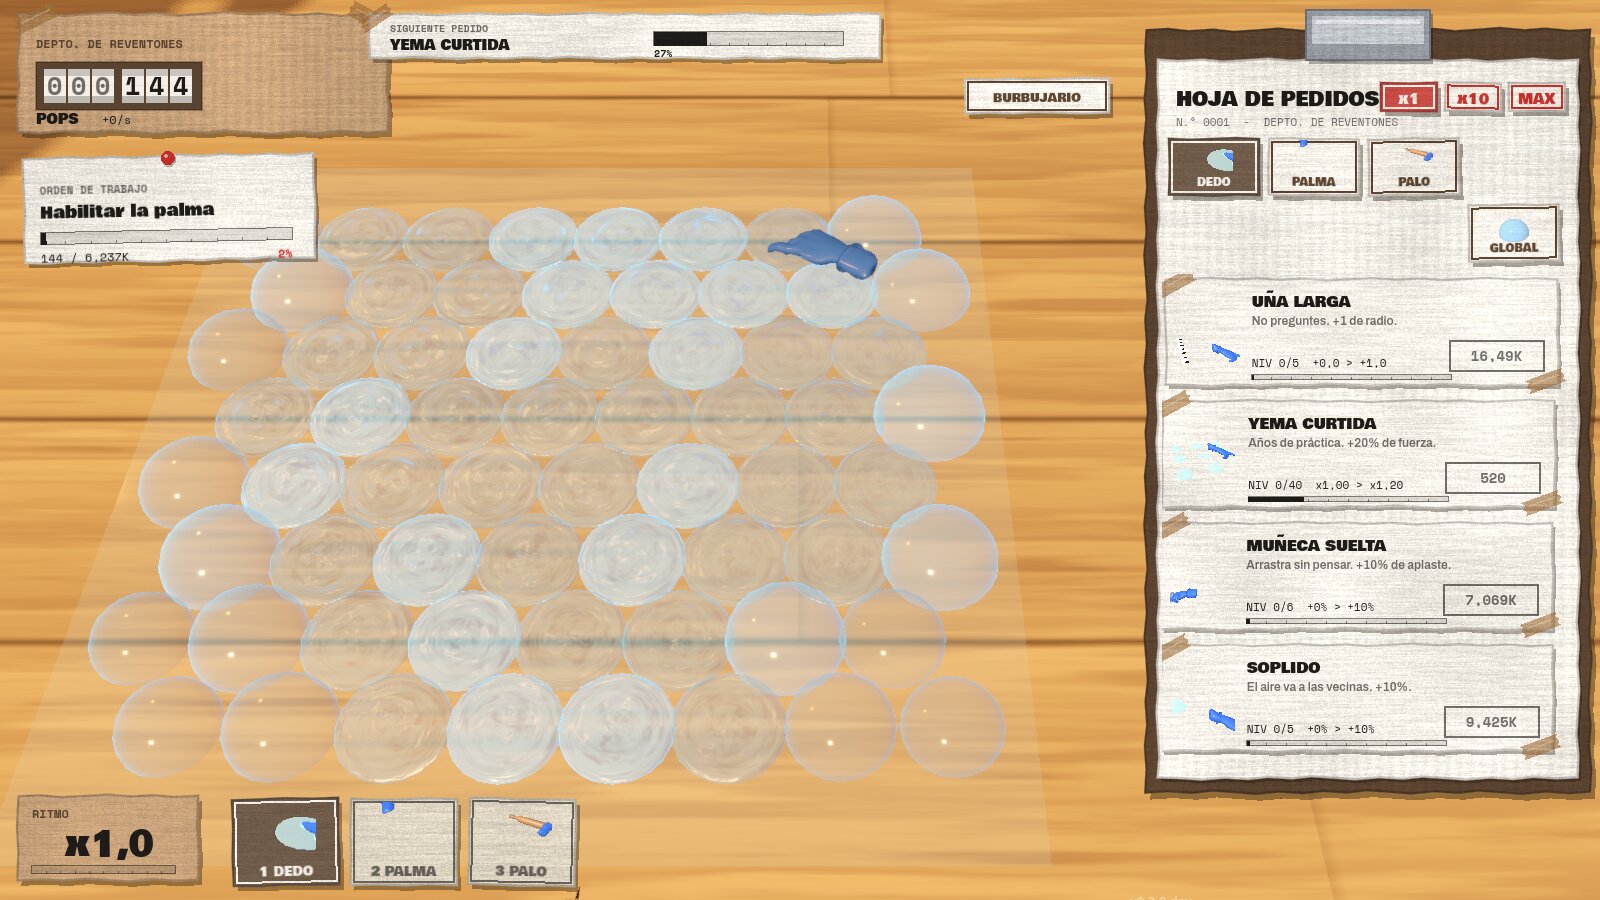 DEPTO. DE REVENTONES
000144
POPS +0/s
SIGUIENTE PEDIDO
YEMA CURTIDA
27%
BURBUJARIO
ORDEN DE TRABAJO
Habilitar la palma
2%
144 / 6,237K
HOJA DE PEDIDOS
x1
x10
MAX
N.° 0001 - DEPTO. DE REVENTONES
DEDO
PALMA
PALO
GLOBAL
UÑA LARGA
No preguntes. +1 de radio.
NIV 0/5 +0,0 > +1,0
16,49K
YEMA CURTIDA
Años de práctica. +20% de fuerza.
NIV 0/40 x1,00 > x1,20
520
MUÑECA SUELTA
Arrastra sin pensar. +10% de aplaste.
NIV 0/6 +0% > +10%
7,069K
SOPLIDO
El aire va a las vecinas. +10%.
NIV 0/5 +0% > +10%
9,425K
RITMO
x1,0
1 DEDO
2 PALMA
3 PALO